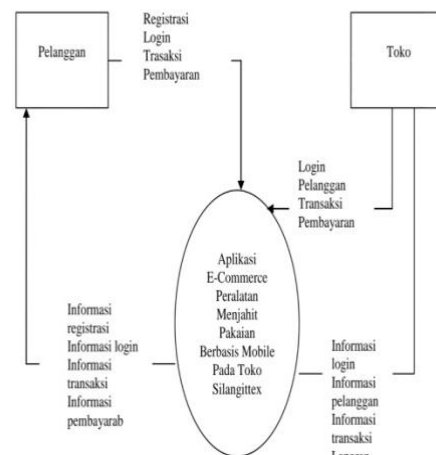 Registrasi
Login
Trasaksi
Pembayaran
Pelanggan
Toko
Login
Pelanggan
Transaksi
Pembayaran
Aplikasi
E-Commerce
Peralatan
Menjahit
Pakaian
Berbasis Mobile
Pada Toko
Silangittex
Informasi
registrasi
Informasi login
Informasi
transaksi
Informasi
pembayarab
Informasi
login
Informasi
pelanggan
Informasi
transaksi